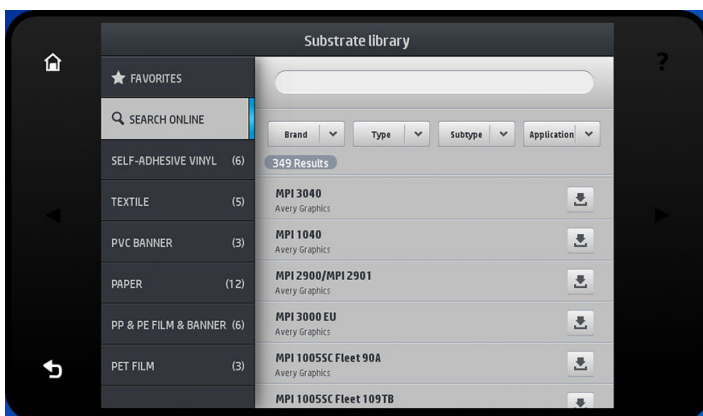 Substrate library
FAVORITES
SEARCH ONLINE
SELF-ADHESIVE VINYL (6)
TEXTILE (5)
PVC BANNER (3)
PAPER (12)
PP & PE FILM & BANNER (6)
PET FILM (3)
Brand
Type
Subtype
Application
349 Results
MPI 3040
Avery Graphics
MPI 1040
Avery Graphics
MPI 2900/MPI 2901
Avery Graphics
MPI 3000 EU
Avery Graphics
MPI 1005SC Fleet 90A
Avery Graphics
MPI 1005SC Fleet 109TB
?